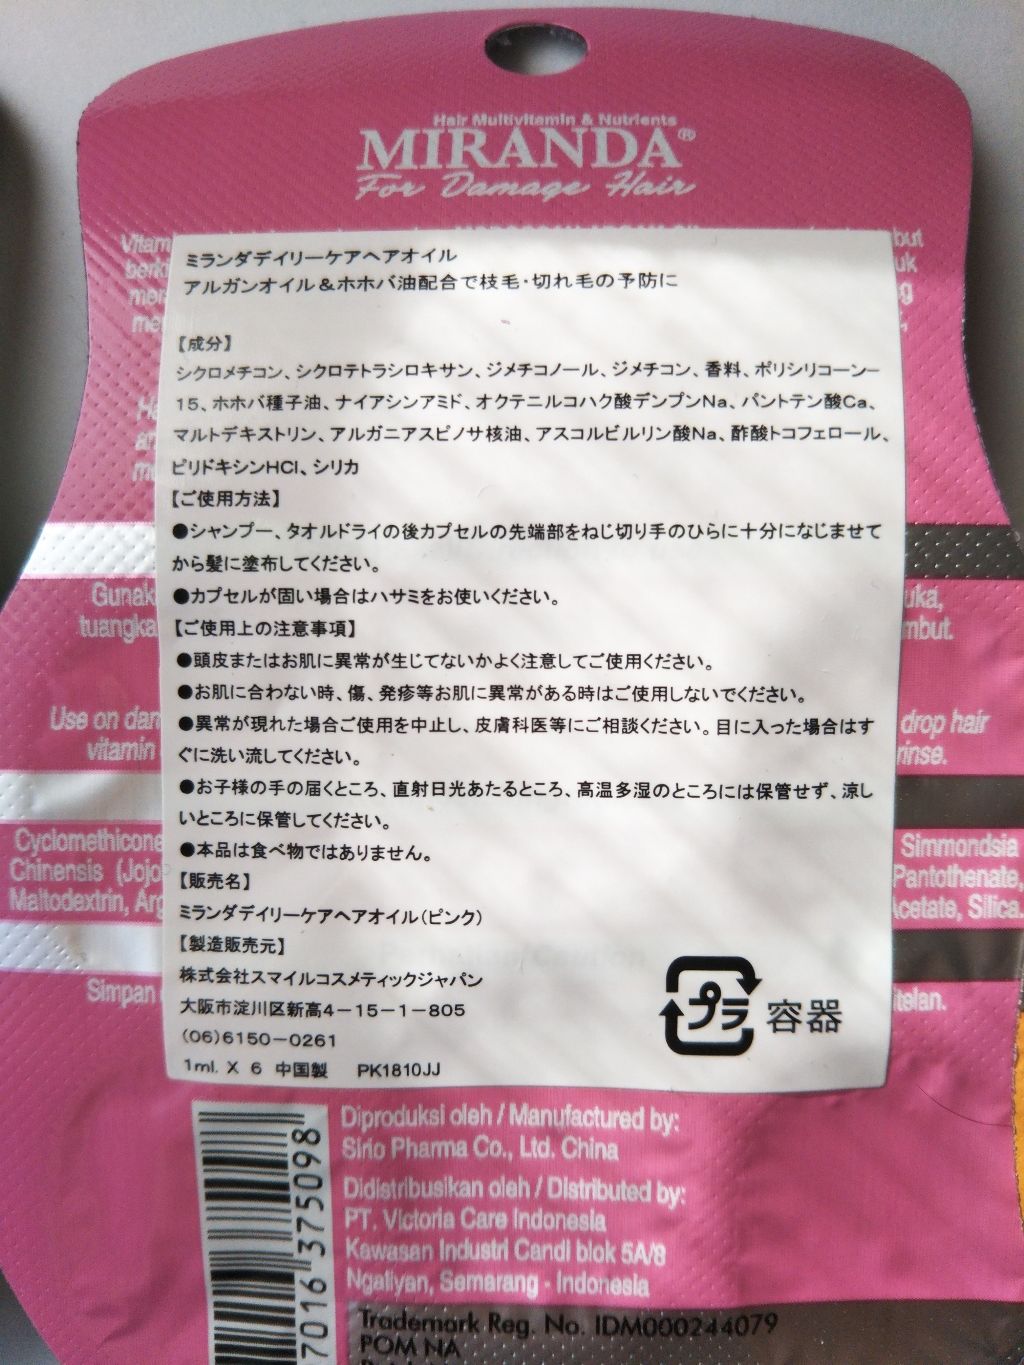 Hair Multivitamin & Nutrients
MIRANDA®
For Damage Hair
ミランダデイリーケアヘアオイル
アルガンオイル＆ホホバ油配合で枝毛・切れ毛の予防に
【成分】
シクロメチコン、シクロテトラシロキサン、ジメチコノール、ジメチコン、香料、ポリシリコーン−
15、ホホバ種子油、ナイアシンアミド、オクテニルコハク酸デンプンNa、パントテン酸Ca、
マルトデキストリン、アルガニアスピノサ核油、アスコルビルリン酸Na、酢酸トコフェロール、
ピリドキシンHCl、シリカ
【ご使用方法】
●シャンプー、タオルドライの後カプセルの先端部をねじ切り手のひらに十分になじませて
から髪に塗布してください。
●カプセルが固い場合はハサミをお使いください。
【ご使用上の注意事項】
●頭皮またはお肌に異常が生じてないかよく注意してご使用ください。
●お肌に合わない時、傷、発疹等お肌に異常がある時はご使用しないでください。
●異常が現れた場合ご使用を中止し、皮膚科医等にご相談ください。目に入った場合はす
ぐに洗い流してください。
●お子様の手の届くところ、直射日光あたるところ、高温多湿のところには保管せず、涼し
いところに保管してください。
●本品は食べ物ではありません。
【販売名】
ミランダデイリーケアヘアオイル（ピンク）
【製造販売元】
株式会社スマイルコスメティックジャパン
大阪市淀川区新高4−15−1−805
(06)6150−0261
1ml. X 6 中国製 PK1810JJ
プラ 容器
Gunak
uka,
tuangka
mbut.
Use on dam
drop hair
vitamin
rinse.
Cyclomethicone
Simmondsia
Chinensis (Jojo
Pantothenate,
Maltodextrin, Arg
Acetate, Silica.
Simpan
itelan.
Diproduksi oleh / Manufactured by:
Sirio Pharma Co., Ltd. China
Didistribusikan oleh / Distributed by:
PT. Victoria Care Indonesia
Kawasan Industri Candi blok 5A/8
Ngaliyan, Semarang - Indonesia
Trademark Reg. No. IDM000244079
POM NA
7016 375098